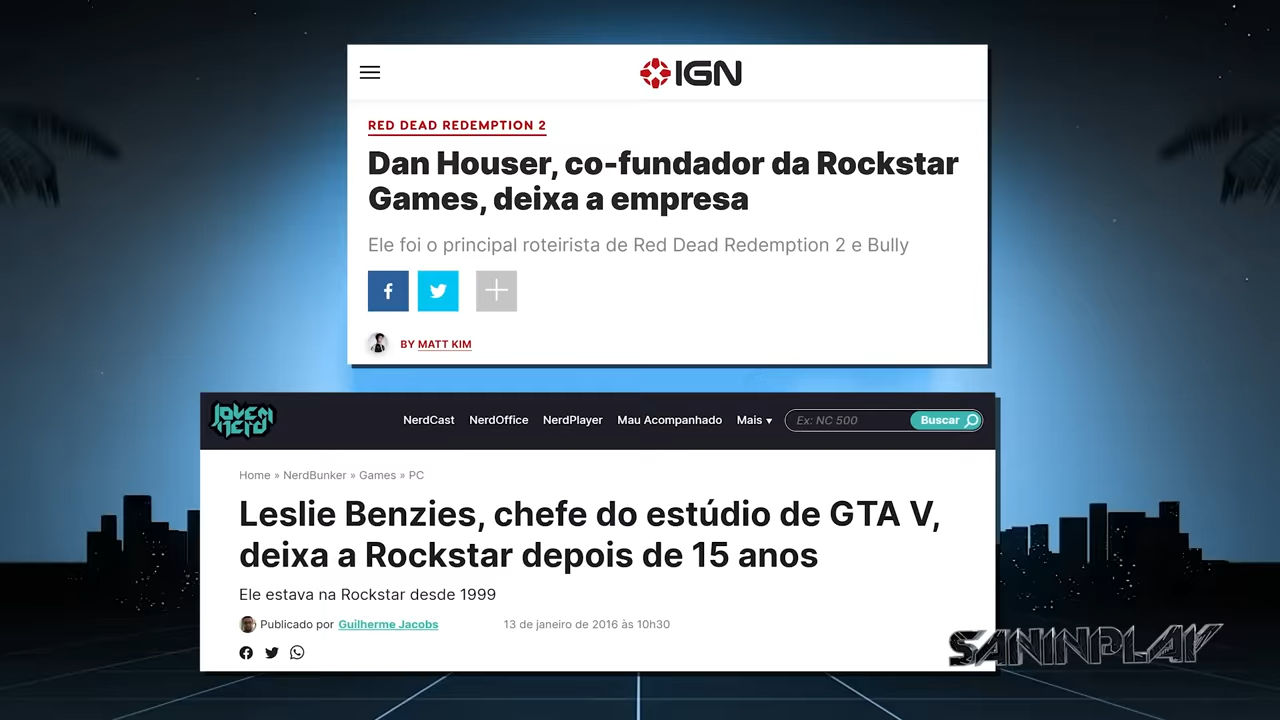 IGN
RED DEAD REDEMPTION 2
Dan Houser, co-fundador da Rockstar
Games, deixa a empresa
Ele foi o principal roteirista de Red Dead Redemption 2 e Bully
BY MATT KIM
JOVEM NERD
NerdCast NerdOffice NerdPlayer Mau Acompanhado Mais Ex: NC 500 Buscar
Home » NerdBunker » Games » PC
Leslie Benzies, chefe do estúdio de GTA V,
deixa a Rockstar depois de 15 anos
Ele estava na Rockstar desde 1999
Publicado por Guilherme Jacobs 13 de janeiro de 2016 às 10h30
SANINPLAY